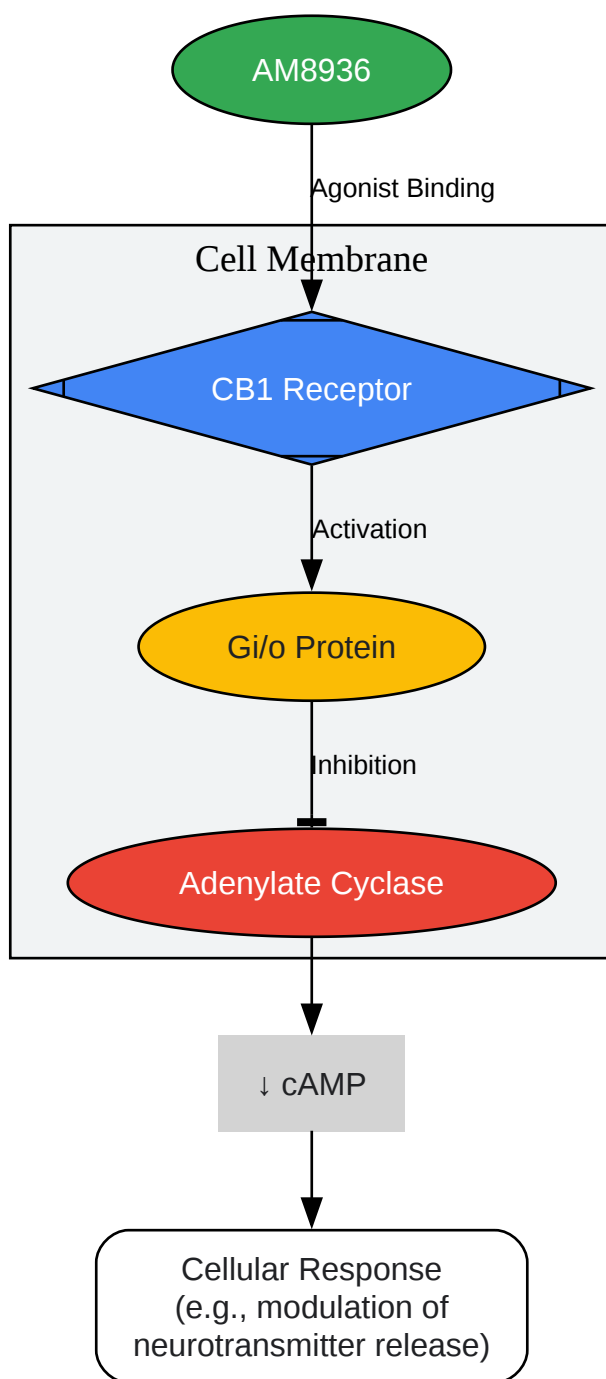 AM8936
Agonist Binding
Cell Membrane
CB1 Receptor
Activation
Gi/o Protein
Inhibition
Adenylate Cyclase
↓ cAMP
Cellular Response
(e.g., modulation of
neurotransmitter release)